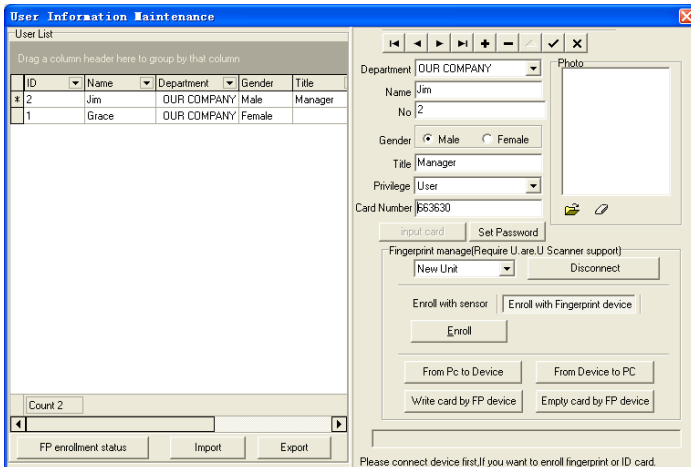 User Information Maintenance
User List
Drag a column header here to group by that column
ID Name Department Gender Title
* 2 Jim OUR COMPANY Male Manager
1 Grace OUR COMPANY Female
Count 2
FP enrollment status Import Export
Department OUR COMPANY
Name Jim
No 2
Gender Male Female
Title Manager
Privilege User
Card Number 663630
input card Set Password
Photo
Fingerprint manage(Require U.are.U Scanner support)
New Unit Disconnect
Enroll with sensor Enroll with Fingerprint device
Enroll
From Pc to Device From Device to PC
Write card by FP device Empty card by FP device
Please connect device first,If you want to enroll fingerprint or ID card.